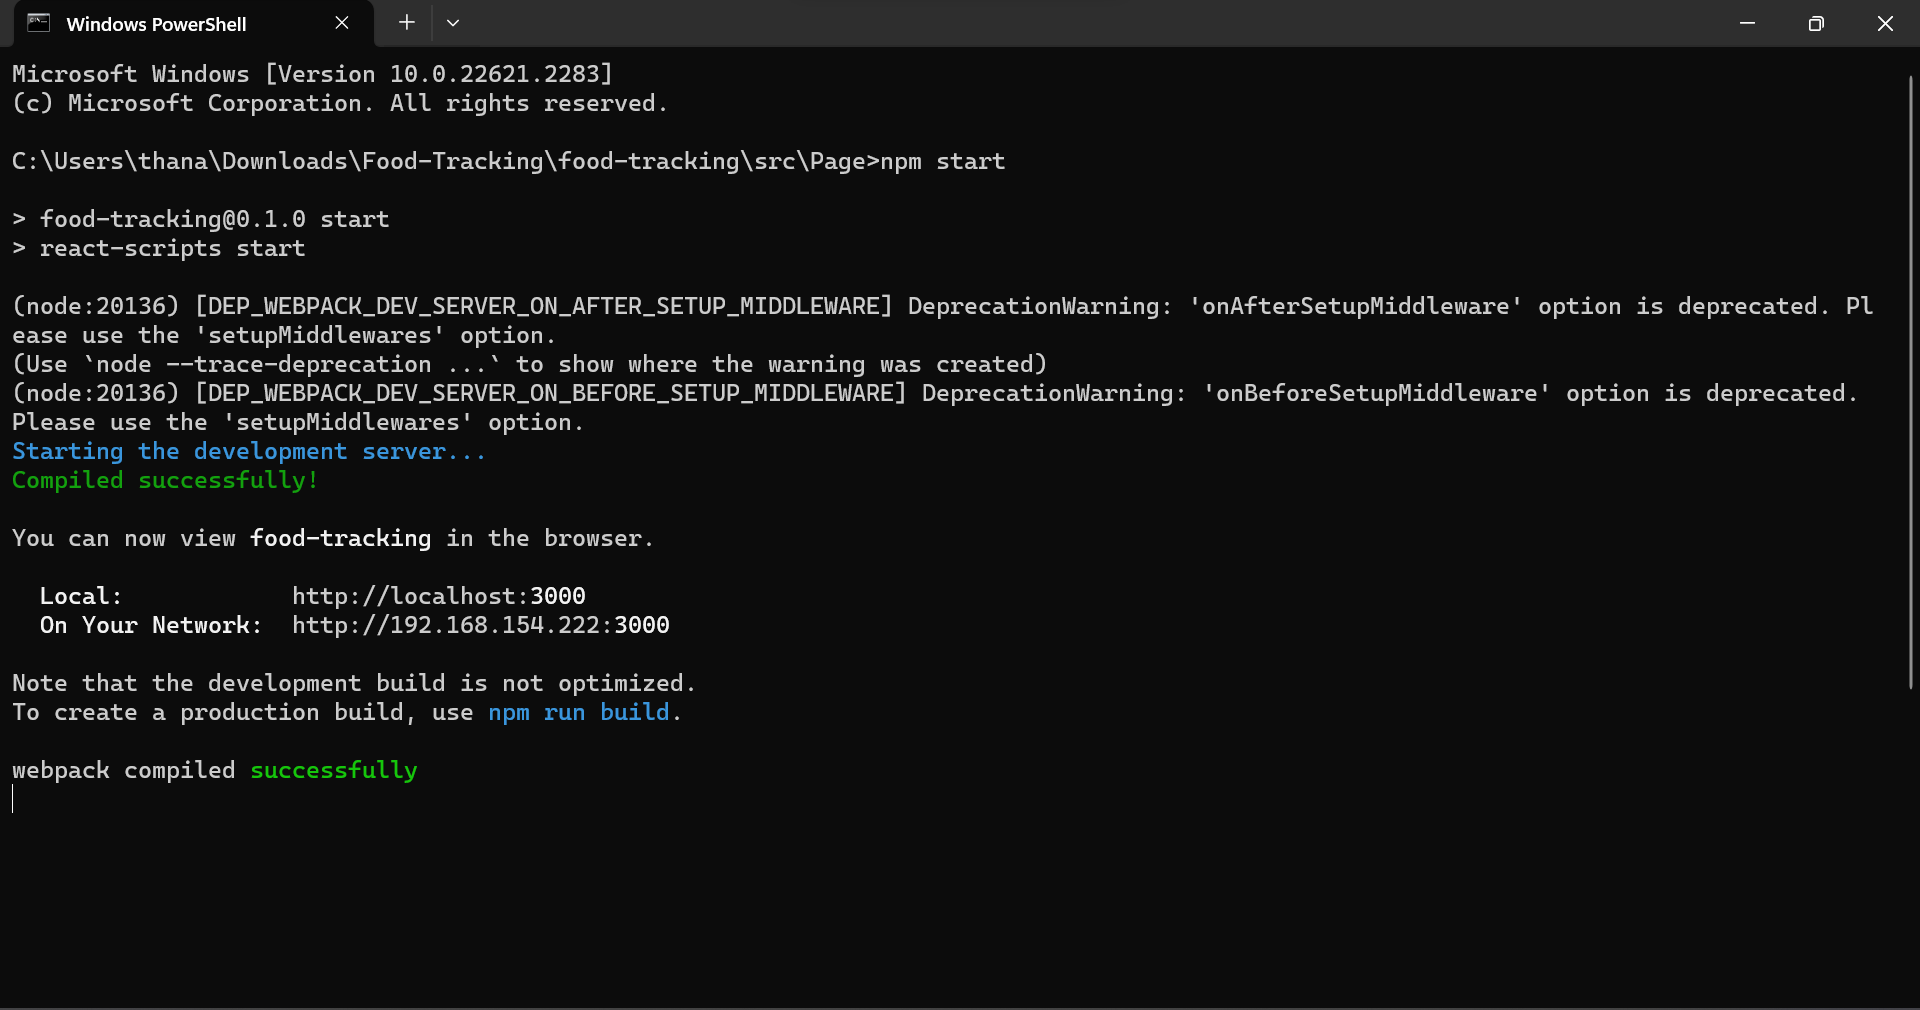 Windows PowerShell
Microsoft Windows [Version 10.0.22621.2283]
(c) Microsoft Corporation. All rights reserved.
C:\Users\thana\Downloads\Food-Tracking\food-tracking\src\Page>npm start
> food-tracking@0.1.0 start
> react-scripts start
(node:20136) [DEP_WEBPACK_DEV_SERVER_ON_AFTER_SETUP_MIDDLEWARE] DeprecationWarning: 'onAfterSetupMiddleware' option is deprecated. Pl
ease use the 'setupMiddlewares' option.
(Use `node --trace-deprecation ...` to show where the warning was created)
(node:20136) [DEP_WEBPACK_DEV_SERVER_ON_BEFORE_SETUP_MIDDLEWARE] DeprecationWarning: 'onBeforeSetupMiddleware' option is deprecated.
Please use the 'setupMiddlewares' option.
Starting the development server...
Compiled successfully!
You can now view food-tracking in the browser.
Local: http://localhost:3000
On Your Network: http://192.168.154.222:3000
Note that the development build is not optimized.
To create a production build, use npm run build.
webpack compiled successfully